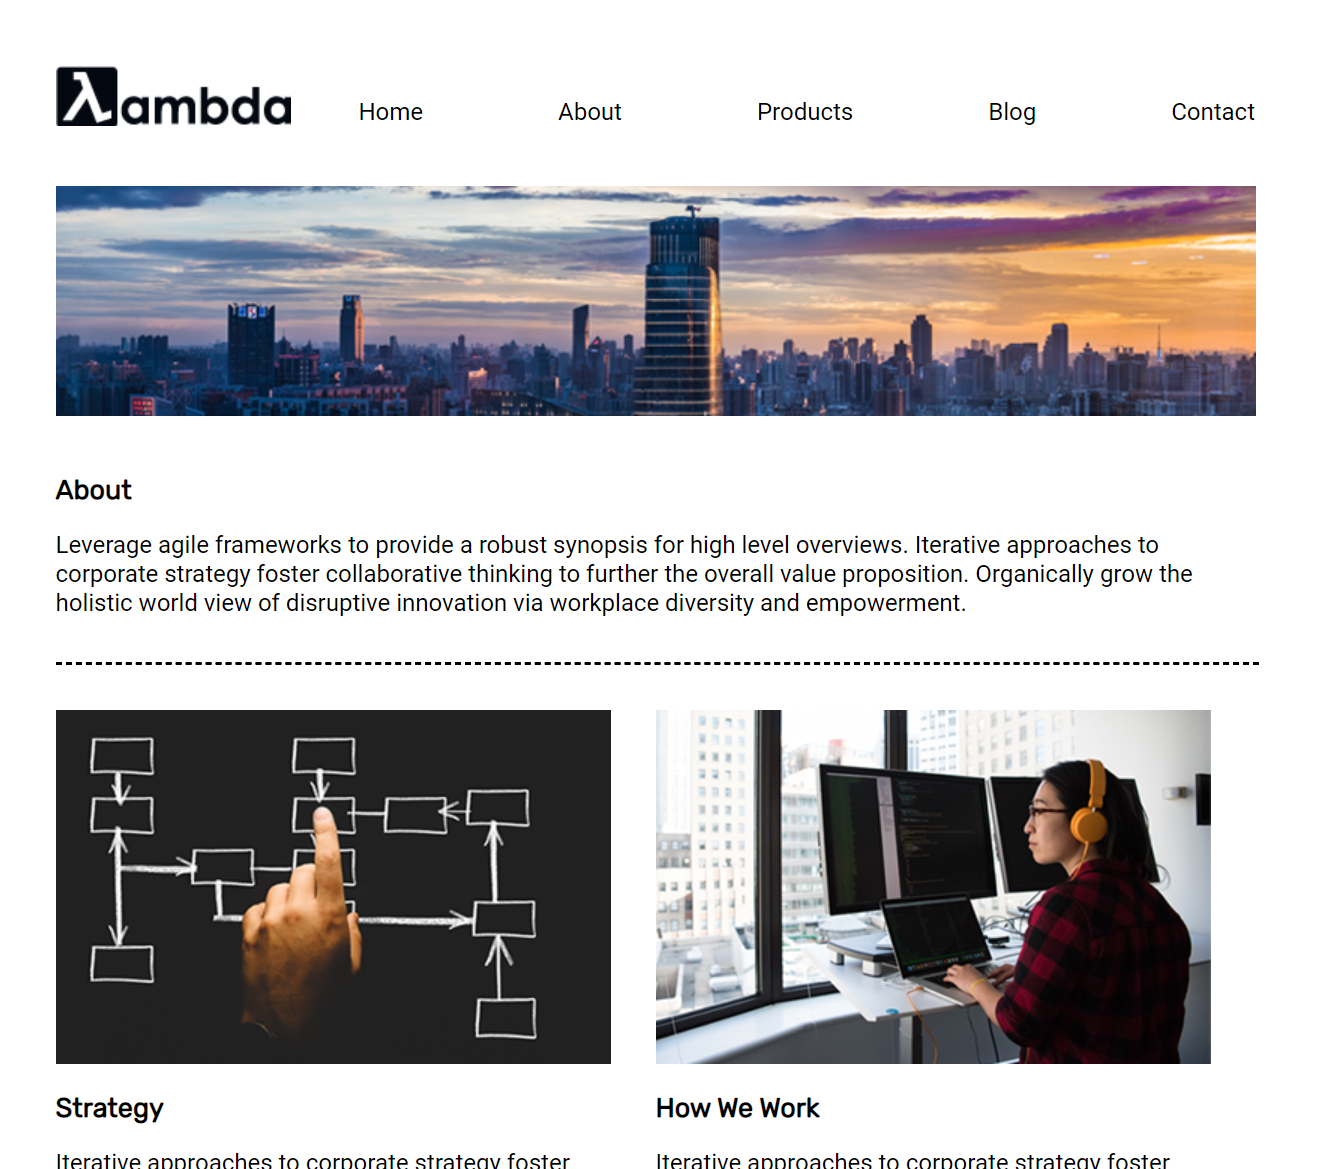 λambda
Home About Products Blog Contact
About
Leverage agile frameworks to provide a robust synopsis for high level overviews. Iterative approaches to
corporate strategy foster collaborative thinking to further the overall value proposition. Organically grow the
holistic world view of disruptive innovation via workplace diversity and empowerment.
Strategy
Iterative approaches to corporate strategy foster
How We Work
Iterative approaches to corporate strategy foster